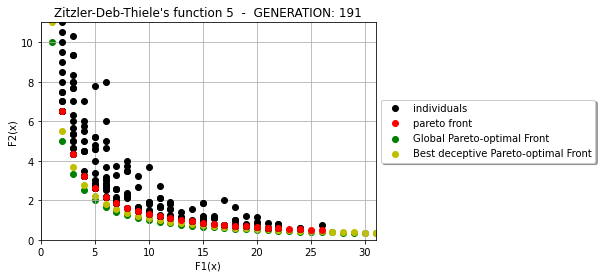 Zitzler-Deb-Thiele's function 5 - GENERATION: 191
F2(x)
10
8
6
4
2
0
0 5 10 15 20 25 30
F1(x)
individuals
pareto front
Global Pareto-optimal Front
Best deceptive Pareto-optimal Front